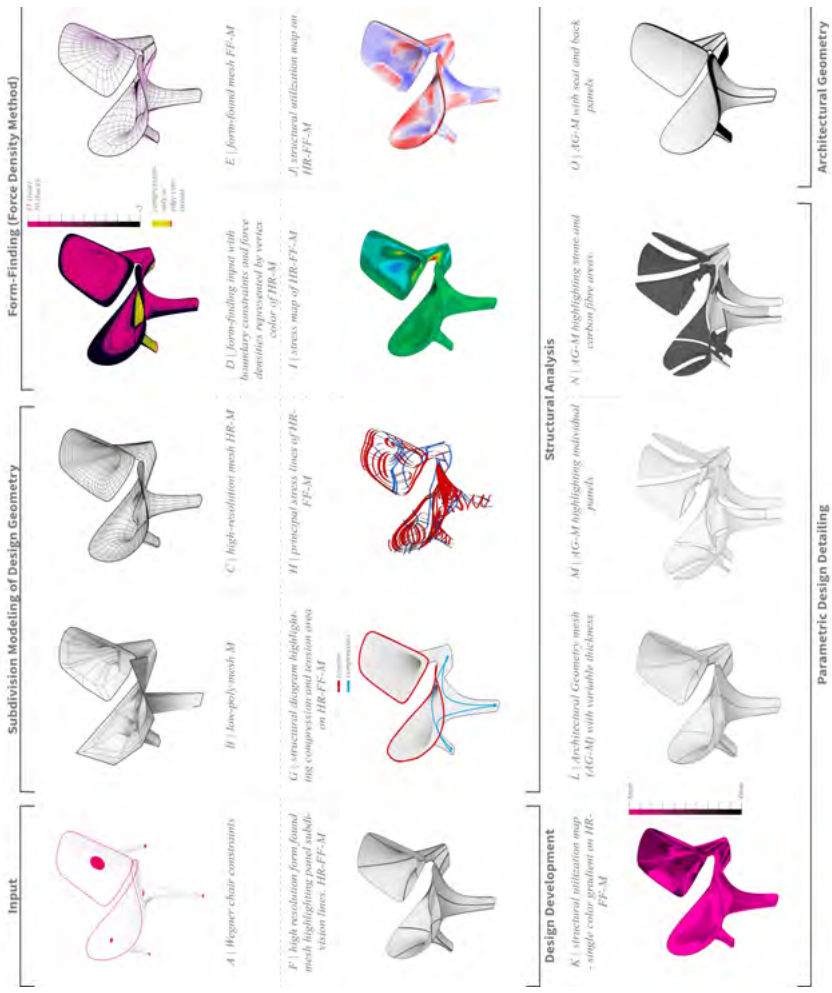 Input
Subdivision Modeling of Design Geometry
Form-Finding (Force Density Method)
A | Wegner chair constraints
B | low-poly mesh M
C | high-resolution mesh HR-M
D | form-finding input with
boundary constraints and force
densities represented by vertex
color of HR-M
E | form-found mesh FF-M
F | high resolution form found
mesh highlighting panel subdi-
vision lines. HR-FF-M
G | structural diagram highlight-
ing compression and tension area
on HR-FF-M
tension
compression
H | principal stress lines of HR-
FF-M
I | stress map of HR-FF-M
J| structural utilization map on
HR-FF-M
Design Development
Structural Analysis
K | structural utilization map
- single color gradient on HR-
FF-M
L | Architectural Geometry mesh
(AG-M) with variable thickness
M | AG-M highlighting individual
panels
N | AG-M highlighting stone and
carbon fibre areas.
O | AG-M with seat and back
panels
Parametric Design Detailing
Architectural Geometry